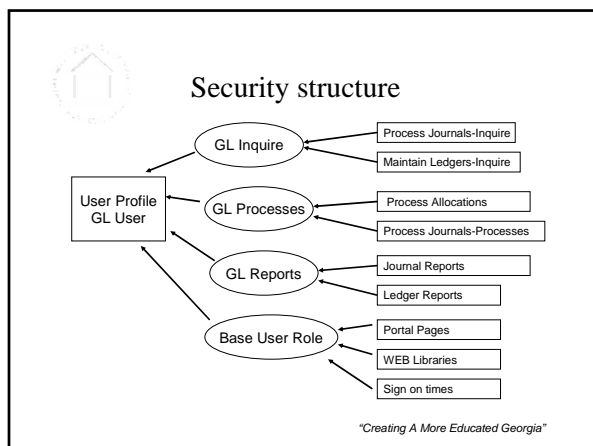 Security structure
GL Inquire
Process Journals-Inquire
Maintain Ledgers-Inquire
User Profile
GL User
GL Processes
Process Allocations
Process Journals-Processes
GL Reports
Journal Reports
Ledger Reports
Base User Role
Portal Pages
WEB Libraries
Sign on times
"Creating A More Educated Georgia"